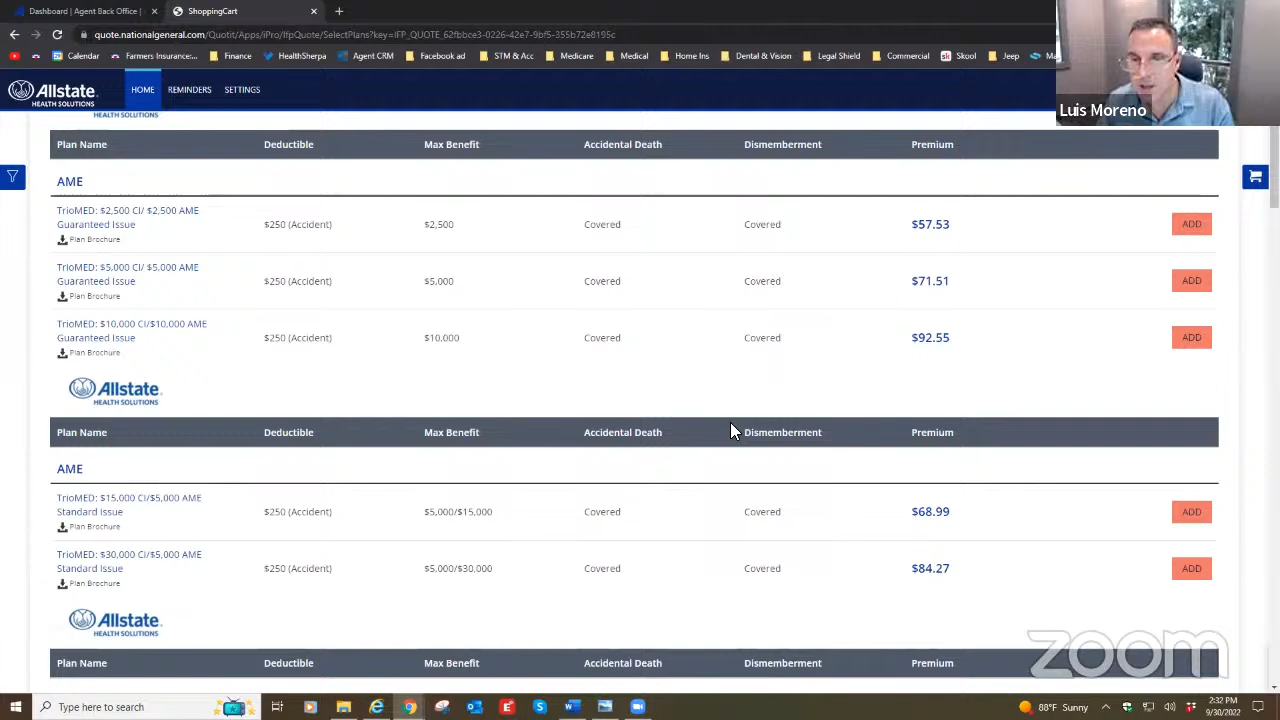 Dashboard | Agent Back Office |
ShoppingCart
quote.nationalgeneral.com/Quotit/Apps/iPro/IfpQuote/SelectPlans?key=IFP_QUOTE_62fbbce3-0226-42e7-9bf5-355b72e8195c
Calendar
Farmers Insurance:...
Finance
HealthSherpa
Agent CRM
Facebook ads
STM & Acc
Medicare
Medical
Home Ins
Dental & Vision
Life
Commercial
sk Skool
Jeep
Luis Moreno
Allstate
HEALTH SOLUTIONS
HOME REMINDERS SETTINGS
HEALTH SOLUTIONS
Plan Name Deductible Max Benefit Accidental Death Dismemberment Premium
AME
TrioMED: $2,500 CI/ $2,500 AME
Guaranteed Issue $250 (Accident) $2,500 Covered Covered $57.53 ADD
Plan Brochure
TrioMED: $5,000 CI/ $5,000 AME
Guaranteed Issue $250 (Accident) $5,000 Covered Covered $71.51 ADD
Plan Brochure
TrioMED: $10,000 CI/$10,000 AME
Guaranteed Issue $250 (Accident) $10,000 Covered Covered $92.55 ADD
Plan Brochure
Allstate
HEALTH SOLUTIONS
Plan Name Deductible Max Benefit Accidental Death Dismemberment Premium
AME
TrioMED: $15,000 CI/$5,000 AME
Standard Issue $250 (Accident) $5,000/$15,000 Covered Covered $68.99 ADD
Plan Brochure
TrioMED: $30,000 CI/$5,000 AME
Standard Issue $250 (Accident) $5,000/$30,000 Covered Covered $84.27 ADD
Plan Brochure
Allstate
HEALTH SOLUTIONS
zoom
Plan Name Deductible Max Benefit Accidental Death Dismemberment Premium
Type here to search
88°F Sunny
2:32 PM
9/30/2022